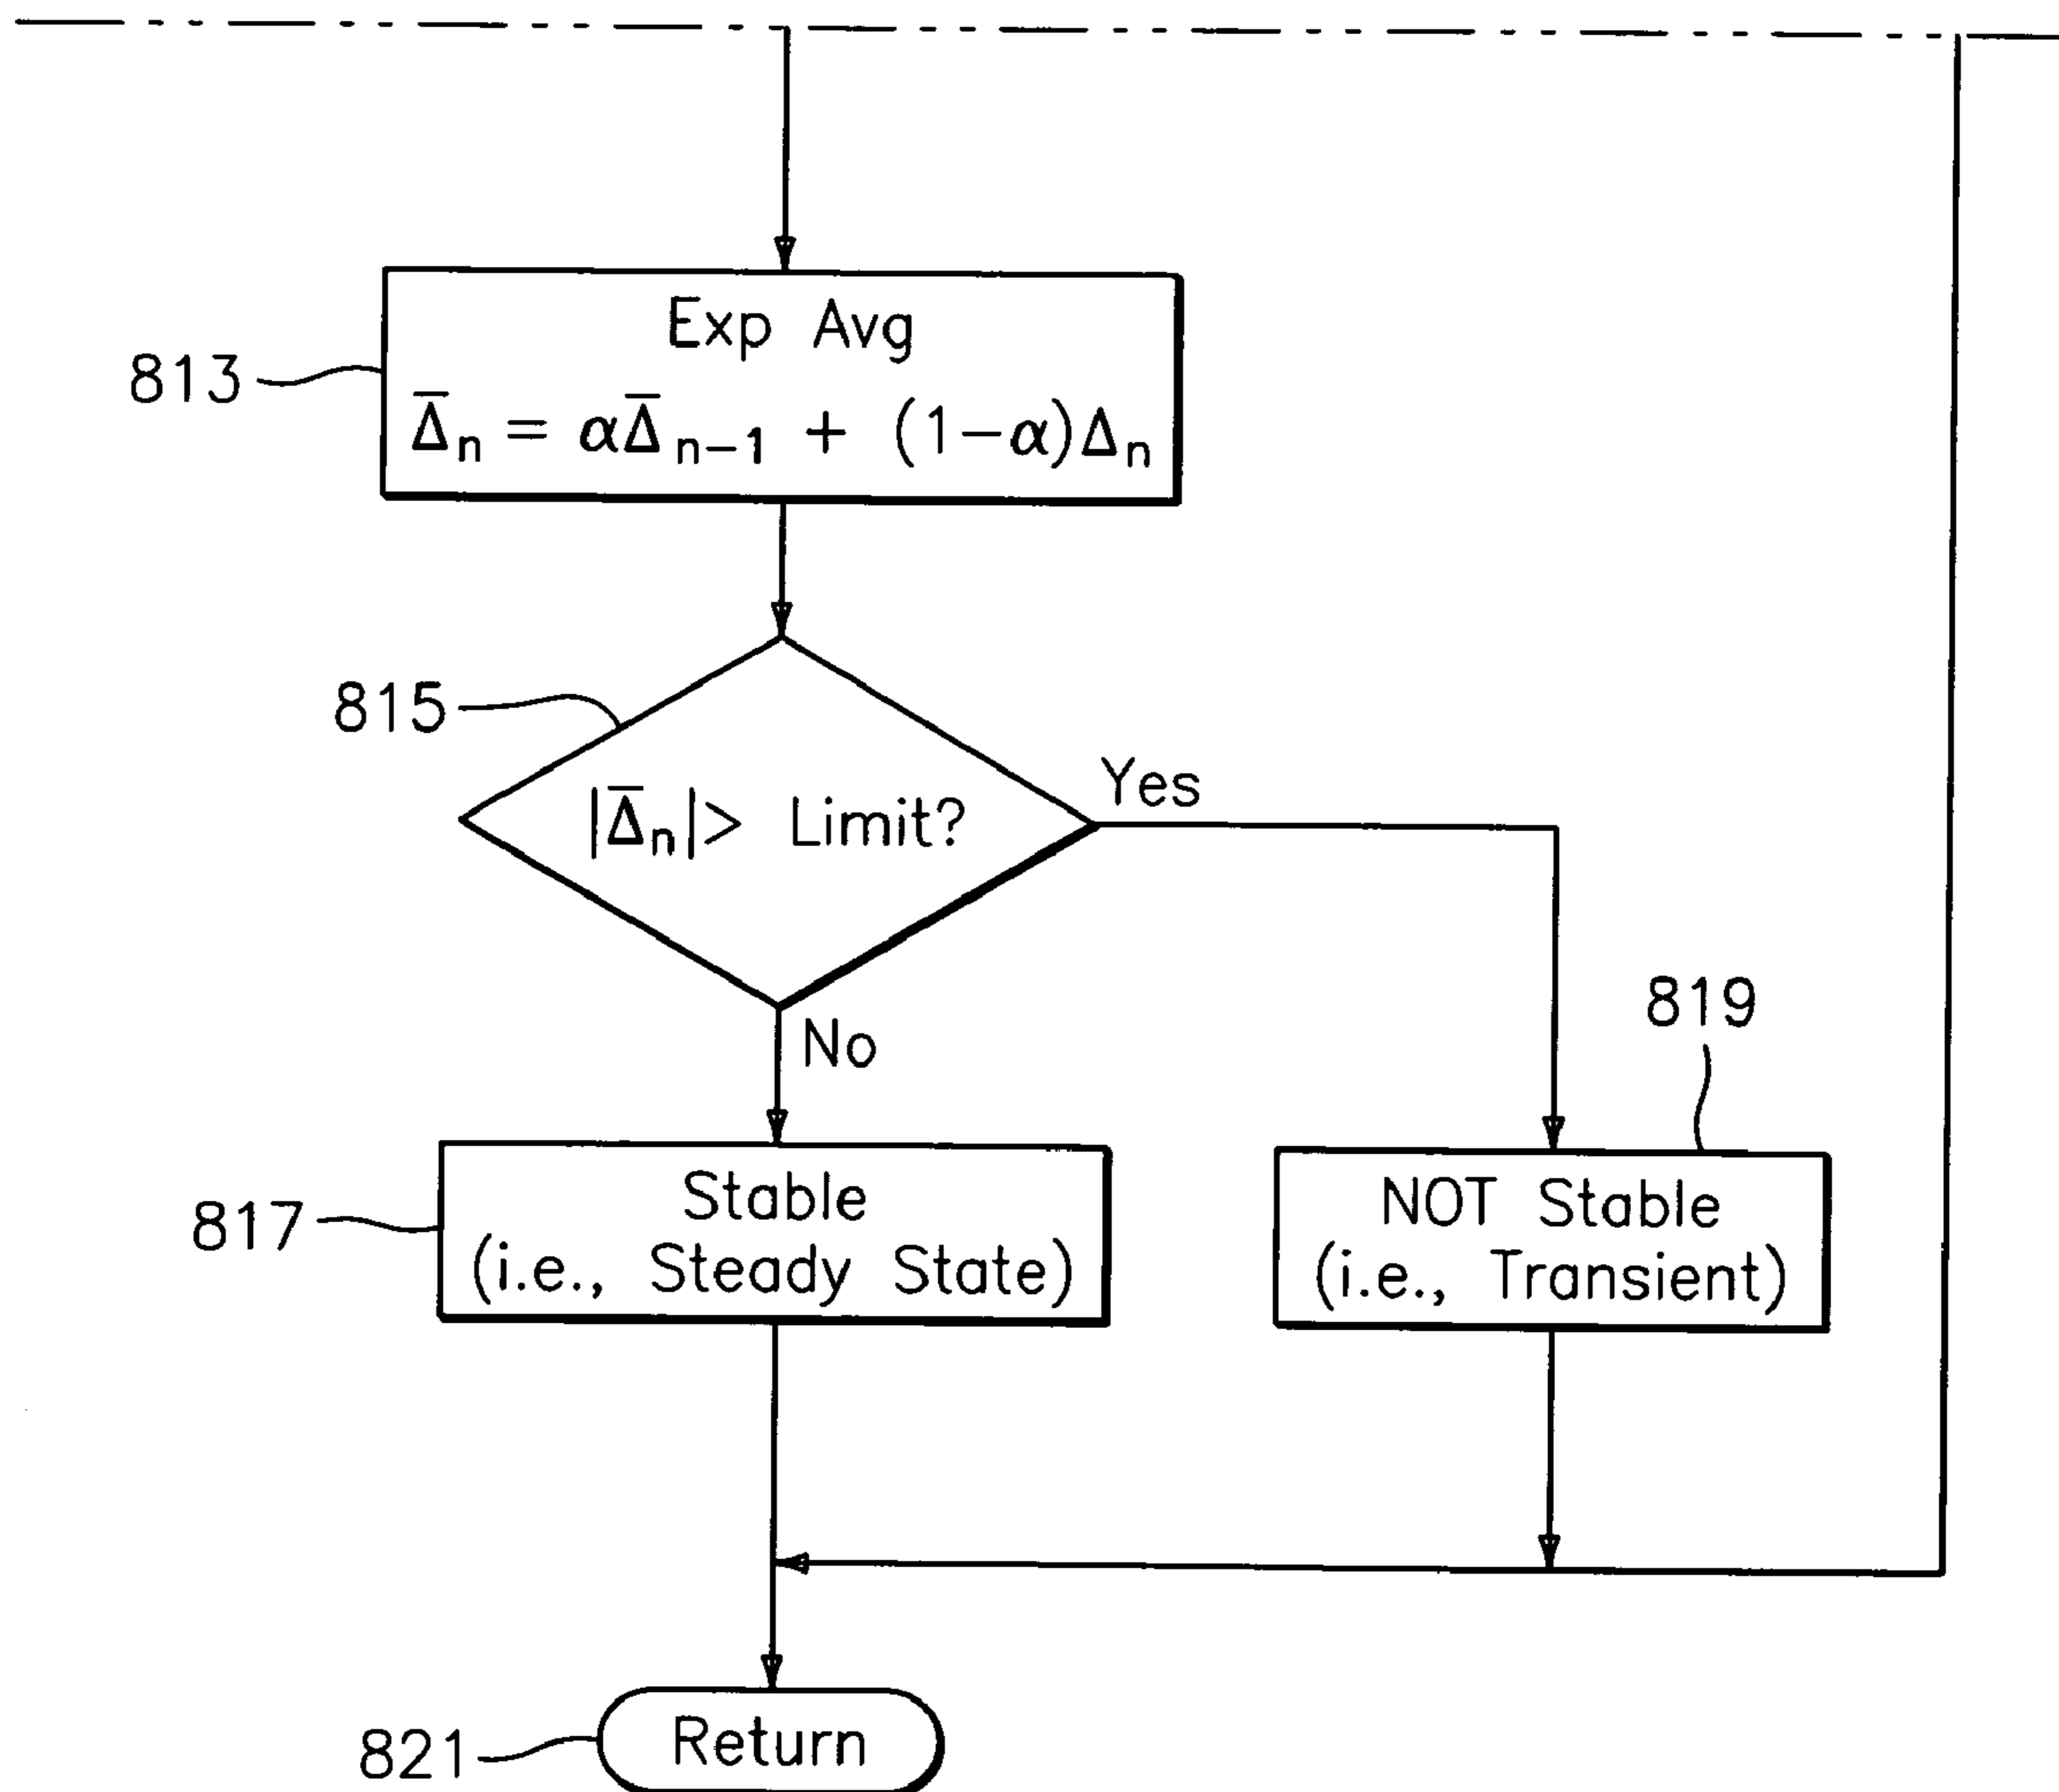 Exp Avg
813
Δ̅n = αΔ̅n-1 + (1-α)Δn
815
Yes
|Δ̅n|> Limit?
819
No
Stable
NOT Stable
817
(i.e., Steady State)
(i.e., Transient)
Return
821